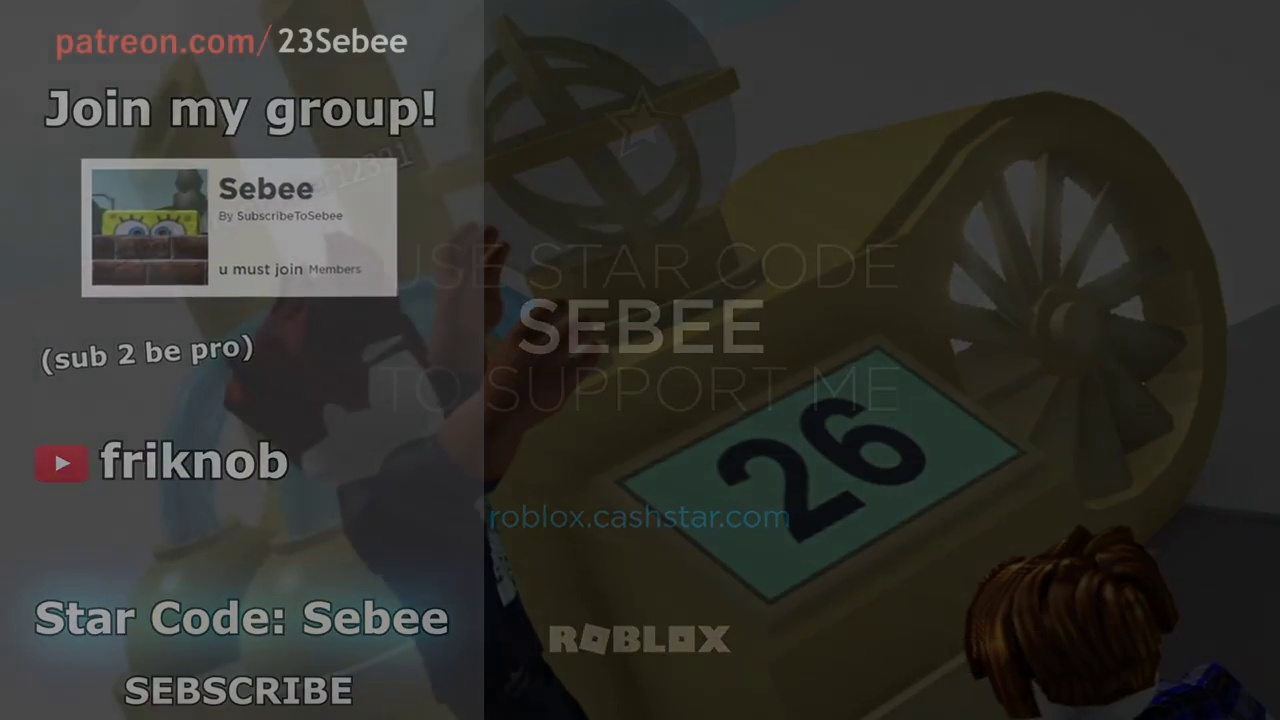 patreon.com/23Sebee
Join my group!
Sebee
By SubscribeToSebee
u must join Members
(sub 2 be pro)
friknob
Star Code: Sebee
SEBSCRIBE
USE STAR CODE
SEBEE
TO SUPPORT ME
26
roblox.cashstar.com
ROBLOX